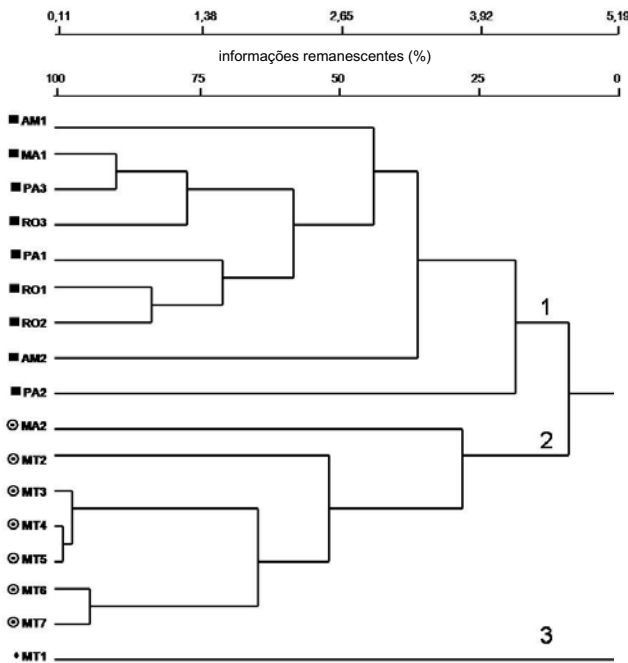 0,11 1,38 2,65 3,92 5,19
informações remanescentes (%)
100 75 50 25 0
AM1
MA1
PA3
RO3
PA1
RO1
1
RO2
AM2
PA2
MA2
2
MT2
MT3
MT4
MT5
MT6
MT7
3
MT1